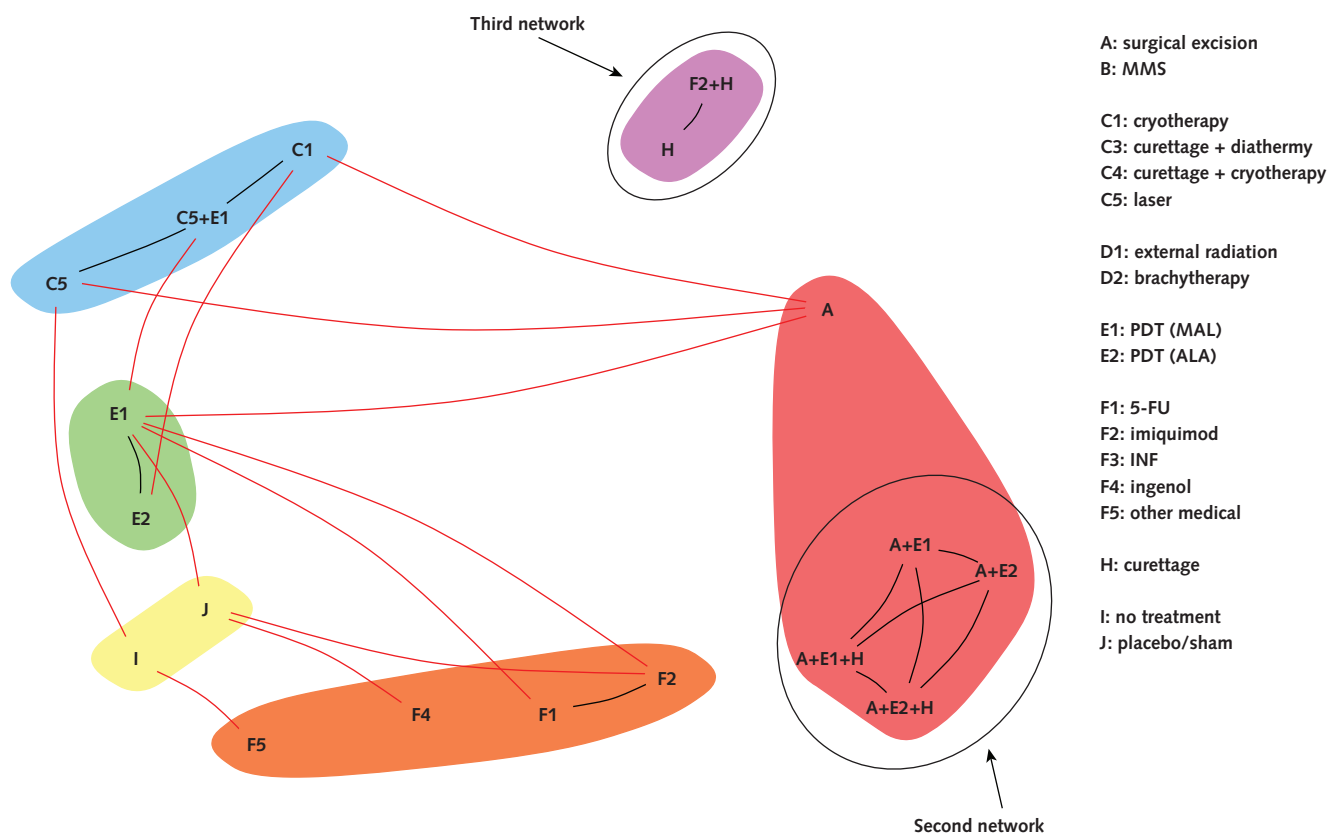 Third network
F2+H
H
C1
C5+E1
C5
A
E1
E2
A+E1
A+E2
A+E1+H
A+E2+H
J
I
F2
F1
F4
F5
Second network
A: surgical excision
B: MMS
C1: cryotherapy
C3: curettage + diathermy
C4: curettage + cryotherapy
C5: laser
D1: external radiation
D2: brachytherapy
E1: PDT (MAL)
E2: PDT (ALA)
F1: 5-FU
F2: imiquimod
F3: INF
F4: ingenol
F5: other medical
H: curettage
I: no treatment
J: placebo/sham